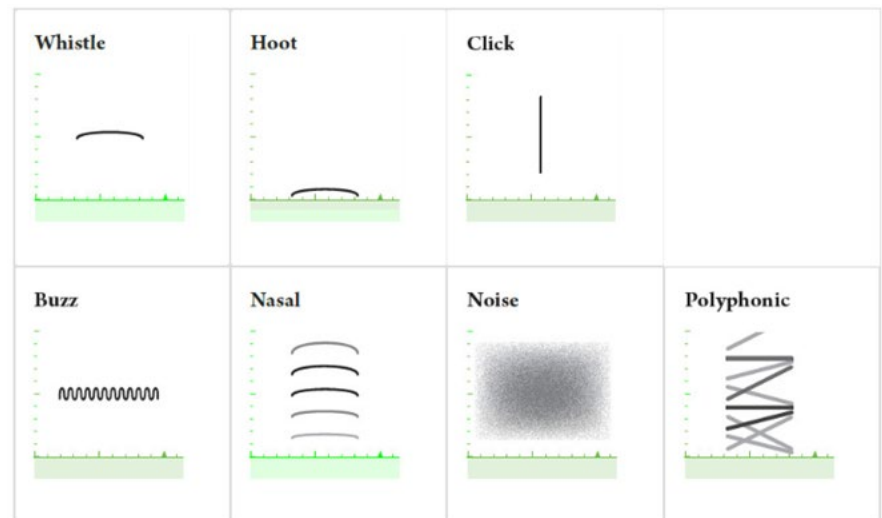 Whistle
Hoot
Click
Buzz
Nasal
Noise
Polyphonic